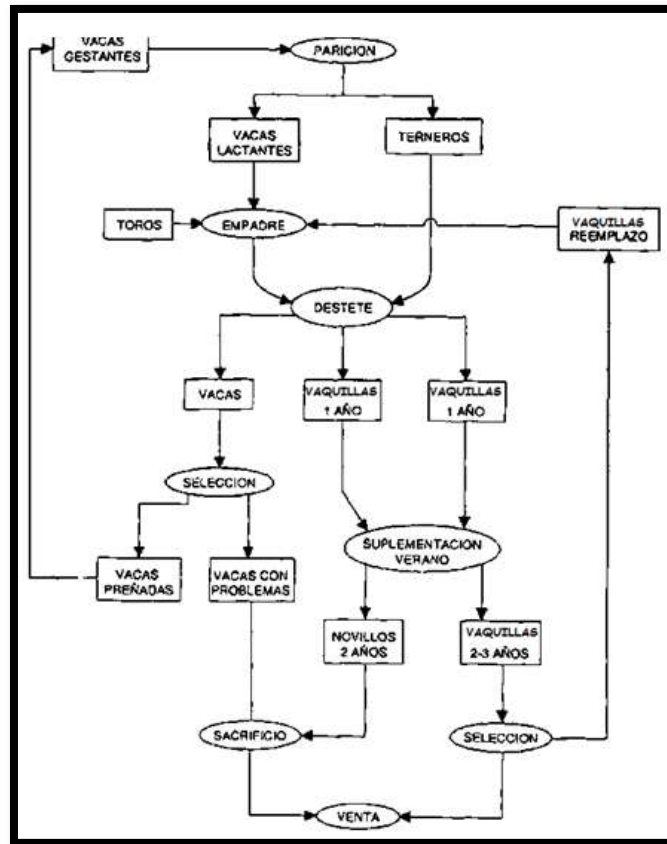 VACAS
GESTANTES
PARICION
VACAS
LACTANTES
TERNEROS
TOROS
EMPADRE
VAQUILLAS
REEMPLAZO
DESTETE
VACAS
VAQUILLAS
1 AÑO
VAQUILLAS
1 AÑO
SELECCION
SUPLEMENTACION
VERANO
VACAS
PREÑADAS
VACAS CON
PROBLEMAS
NOVILLOS
2 AÑOS
VAQUILLAS
2-3 AÑOS
SACRIFICIO
SELECCION
VENTA